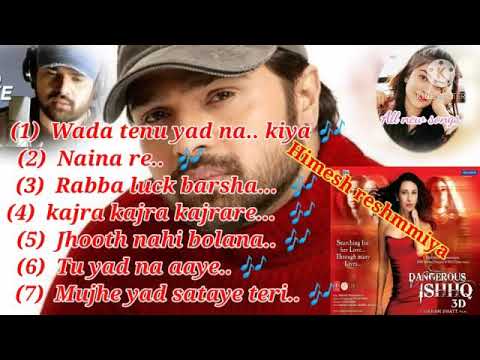 (1) Wada tenu yad na.. kiya
(2) Naina re..
(3) Rabba luck barsha...
(4) kajra kajra kajrare...
(5) Jhooth nahi bolana..
(6) Tu yad na aaye..
(7) Mujhe yad sataye teri..
Himesh reshmmiya
All new songs
Searching for
her Love...
Through many
Lives...
DANGEROUS
ISHHQ
3D